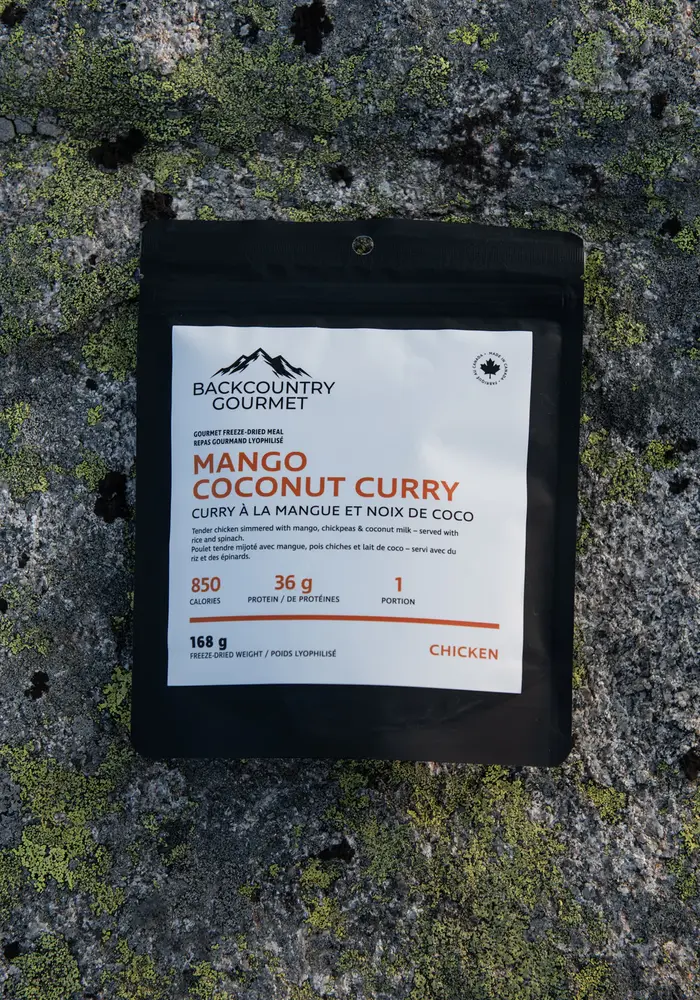 BACKCOUNTRY
GOURMET
MADE IN CANADA
GOURMET FREEZE-DRIED MEAL
REPAS GOURMAND LYOPHILISÉ
MANGO
COCONUT CURRY
CURRY À LA MANGUE ET NOIX DE COCO
Tender chicken simmered with mango, chickpeas & coconut milk – served with
rice and spinach.
Poulet tendre mijoté avec mangue, pois chiches et lait de coco – servi avec du
riz et des épinards.
850 36 g 1
CALORIES PROTEIN / DE PROTÉINES PORTION
168 g
FREEZE-DRIED WEIGHT / POIDS LYOPHILISÉ
CHICKEN